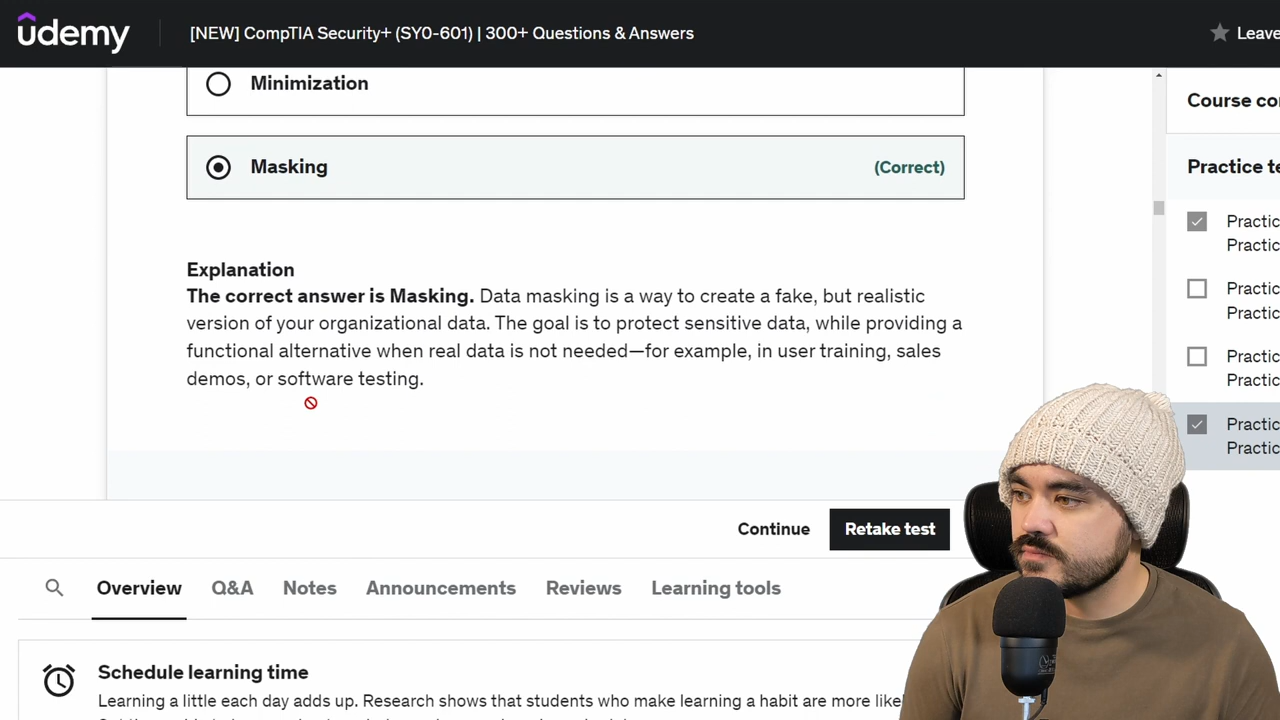 ûdemy
[NEW] CompTIA Security+ (SY0-601) | 300+ Questions & Answers
Leave
Minimization
Masking
(Correct)
Explanation
The correct answer is Masking. Data masking is a way to create a fake, but realistic
version of your organizational data. The goal is to protect sensitive data, while providing a
functional alternative when real data is not needed—for example, in user training, sales
demos, or software testing.
Continue
Retake test
Overview
Q&A
Notes
Announcements
Reviews
Learning tools
Schedule learning time
Learning a little each day adds up. Research shows that students who make learning a habit are more likel
Course co
Practice te
Practic
Practic
Practic
Practic
Practic
Practic
Practic
Practic